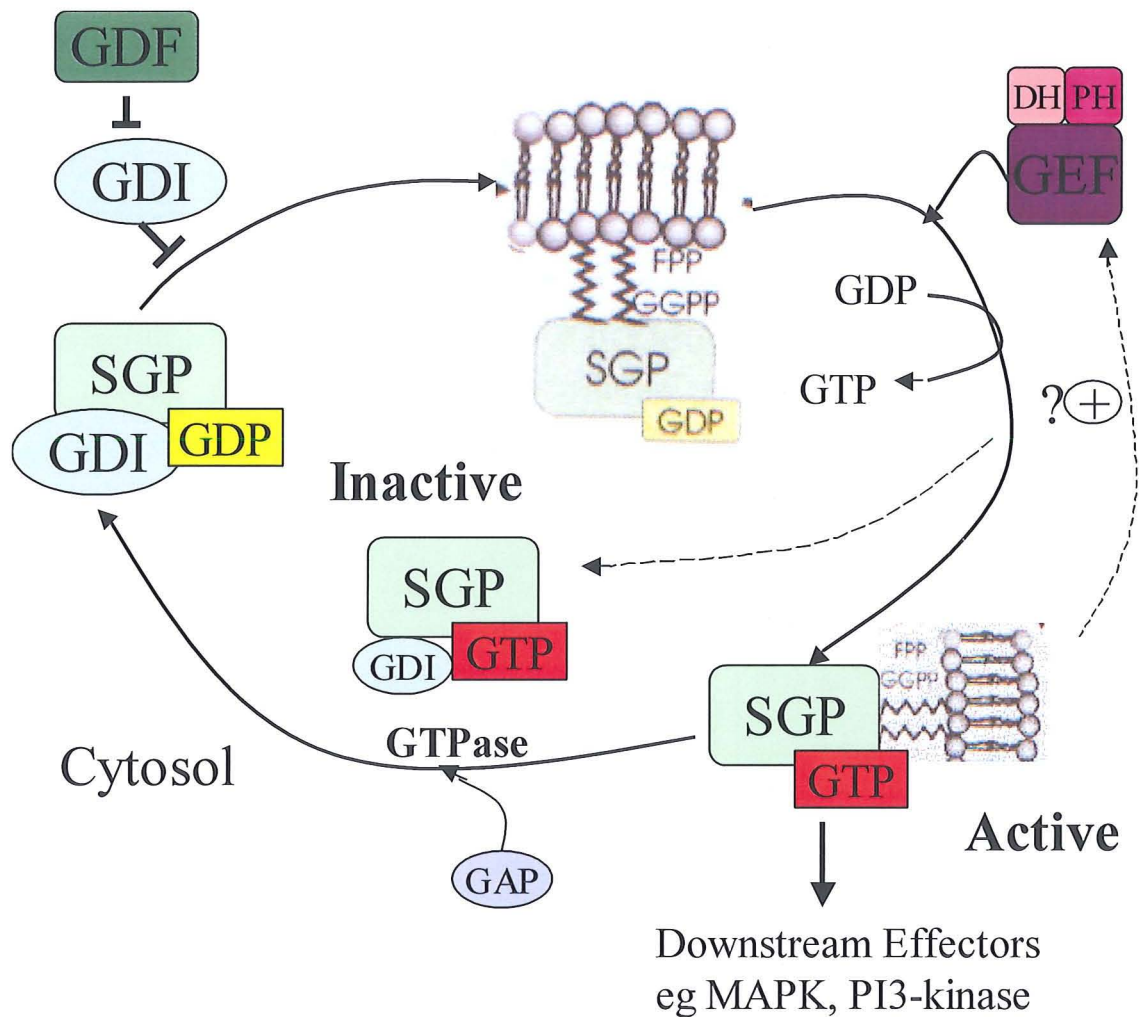 GDF
GDI
DH PH
GEF
FPP
GGPP
SGP
GDP
GDP
GTP
?+
SGP
GDI
GDP
Inactive
SGP
GDI
GTP
FPP
GGPP
SGP
GTP
GTPase
Cytosol
Active
GAP
Downstream Effectors
eg MAPK, PI3-kinase